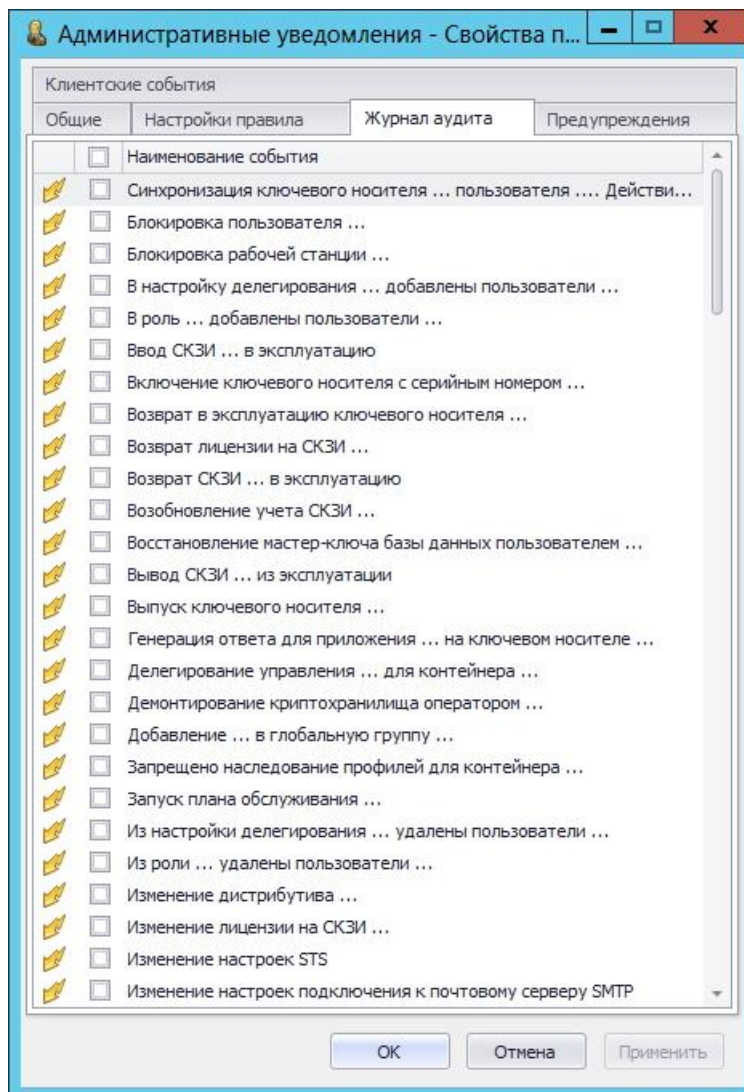 Административные уведомления - Свойства п...
Клиентские события
Общие Настройки правила Журнал аудита Предупреждения
Наименование события
Синхронизация ключевого носителя ... пользователя .... Действи...
Блокировка пользователя ...
Блокировка рабочей станции ...
В настройку делегирования ... добавлены пользователи ...
В роль ... добавлены пользователи ...
Ввод СКЗИ ... в эксплуатацию
Включение ключевого носителя с серийным номером ...
Возврат в эксплуатацию ключевого носителя ...
Возврат лицензии на СКЗИ ...
Возврат СКЗИ ... в эксплуатацию
Возобновление учета СКЗИ ...
Восстановление мастер-ключа базы данных пользователем ...
Вывод СКЗИ ... из эксплуатации
Выпуск ключевого носителя ...
Генерация ответа для приложения ... на ключевом носителе ...
Делегирование управления ... для контейнера ...
Демонтирование криптохранилища оператором ...
Добавление ... в глобальную группу ...
Запрещено наследование профилей для контейнера ...
Запуск плана обслуживания ...
Из настройки делегирования ... удалены пользователи ...
Из роли ... удалены пользователи ...
Изменение дистрибутива ...
Изменение лицензии на СКЗИ ...
Изменение настроек STS
Изменение настроек подключения к почтовому серверу SMTP
ОК Отмена Применить